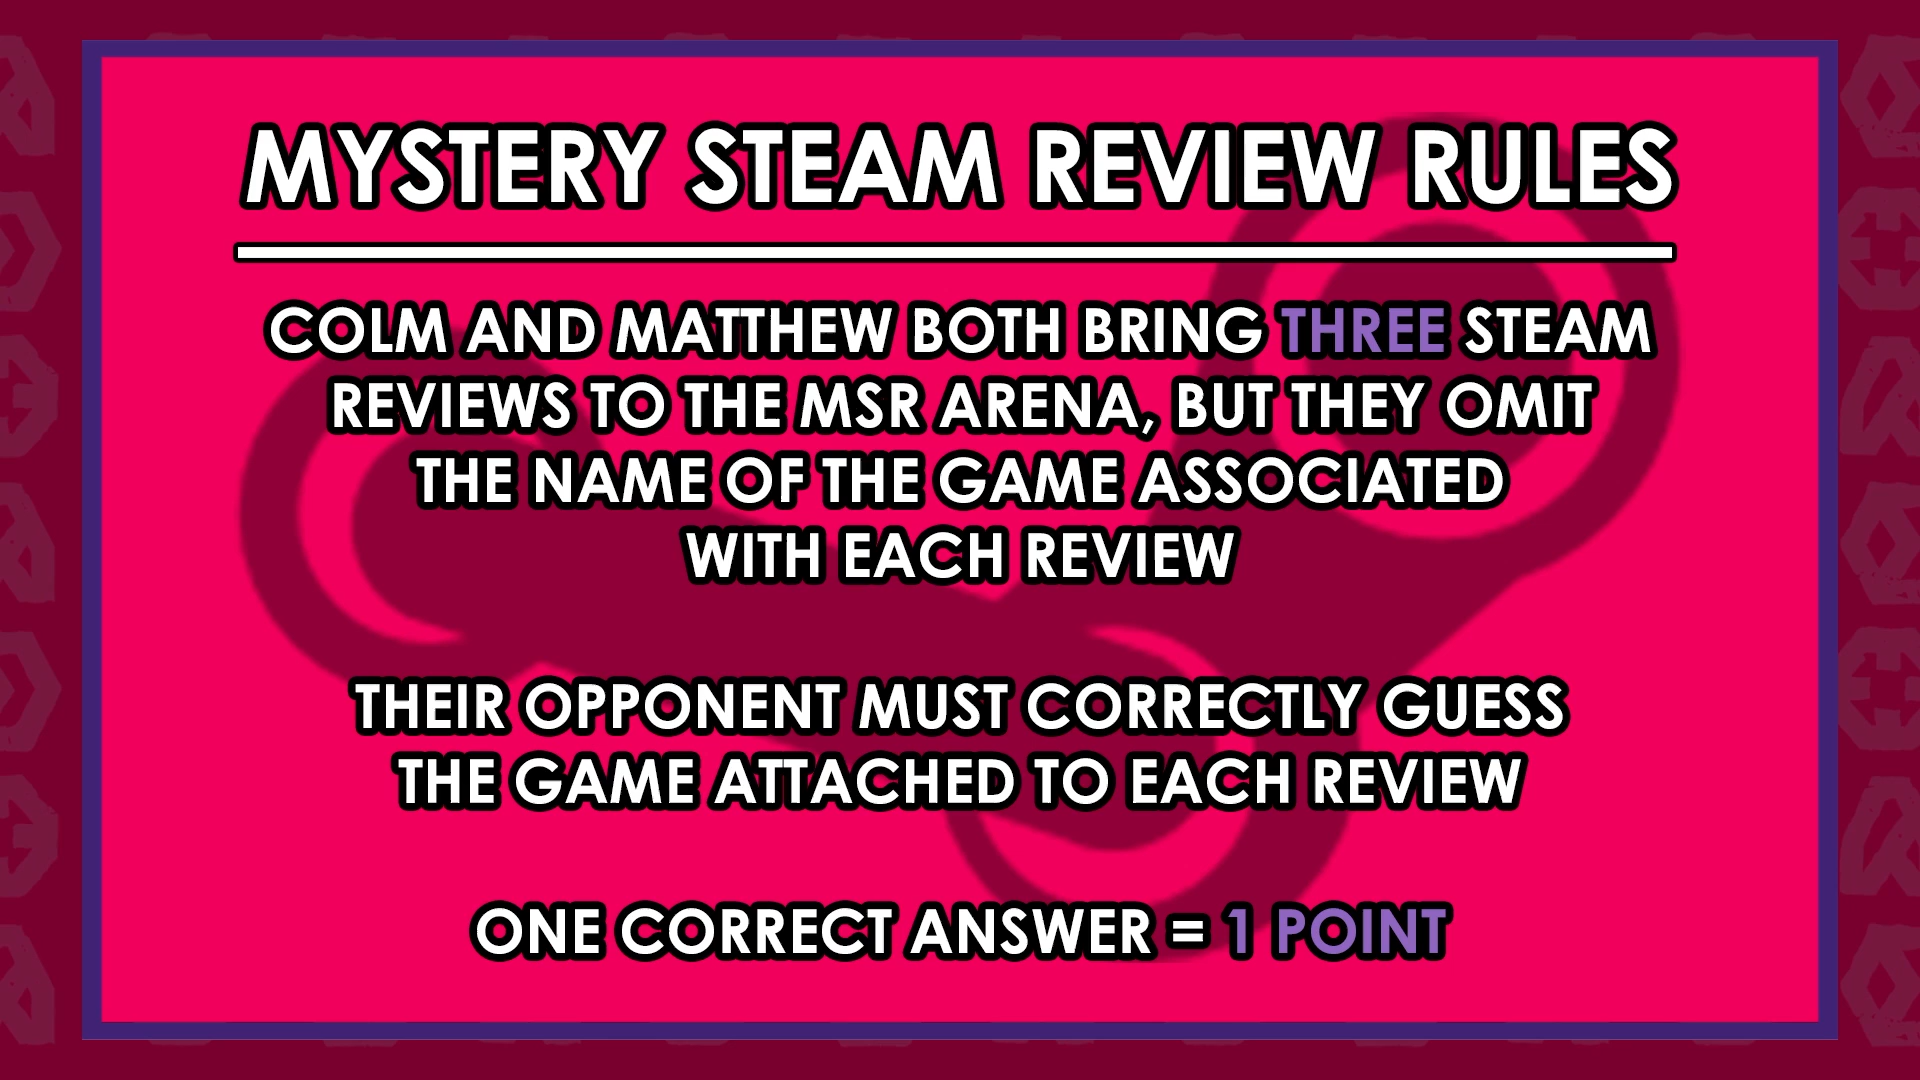 MYSTERY STEAM REVIEW RULES
COLM AND MATTHEW BOTH BRING THREE STEAM
REVIEWS TO THE MSR ARENA, BUT THEY OMIT
THE NAME OF THE GAME ASSOCIATED
WITH EACH REVIEW
THEIR OPPONENT MUST CORRECTLY GUESS
THE GAME ATTACHED TO EACH REVIEW
ONE CORRECT ANSWER = 1 POINT